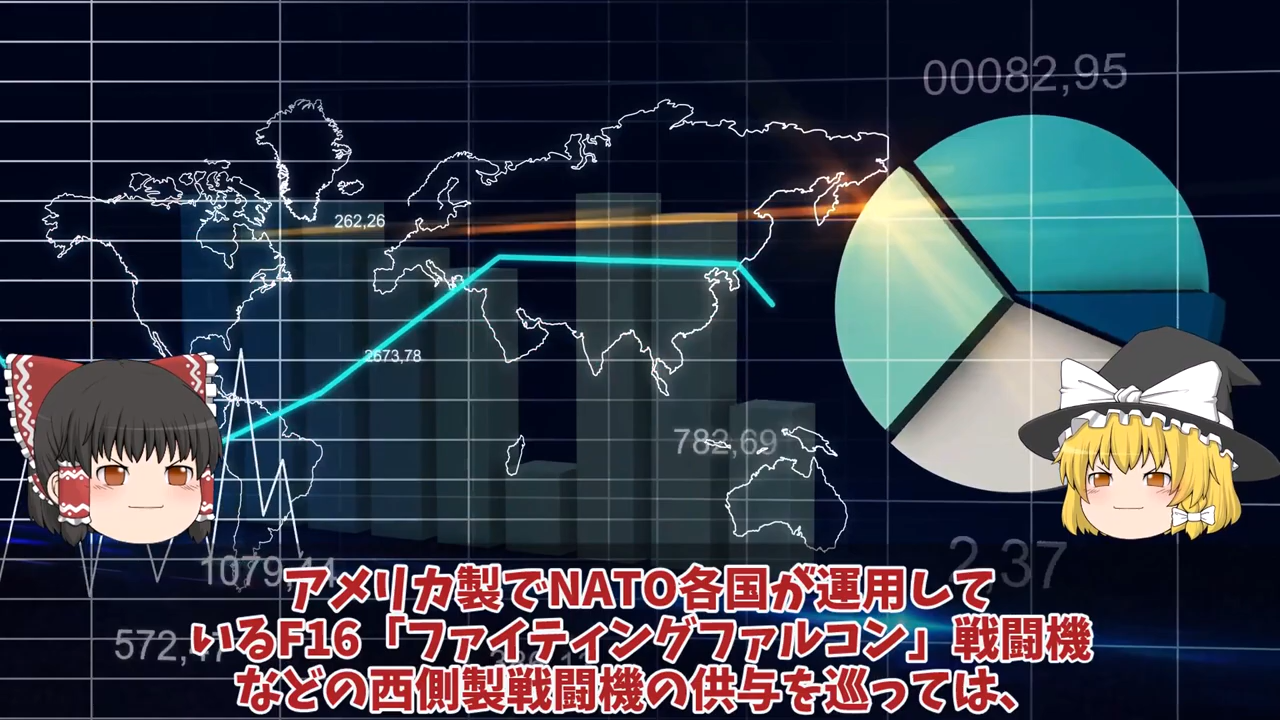 00082,95
262,26
2673,78
782,69
2,37
1079,44
アメリカ製でNATO各国が運用して
いるF16「ファイティングファルコン」戦闘機
などの西側製戦闘機の供与を巡っては、